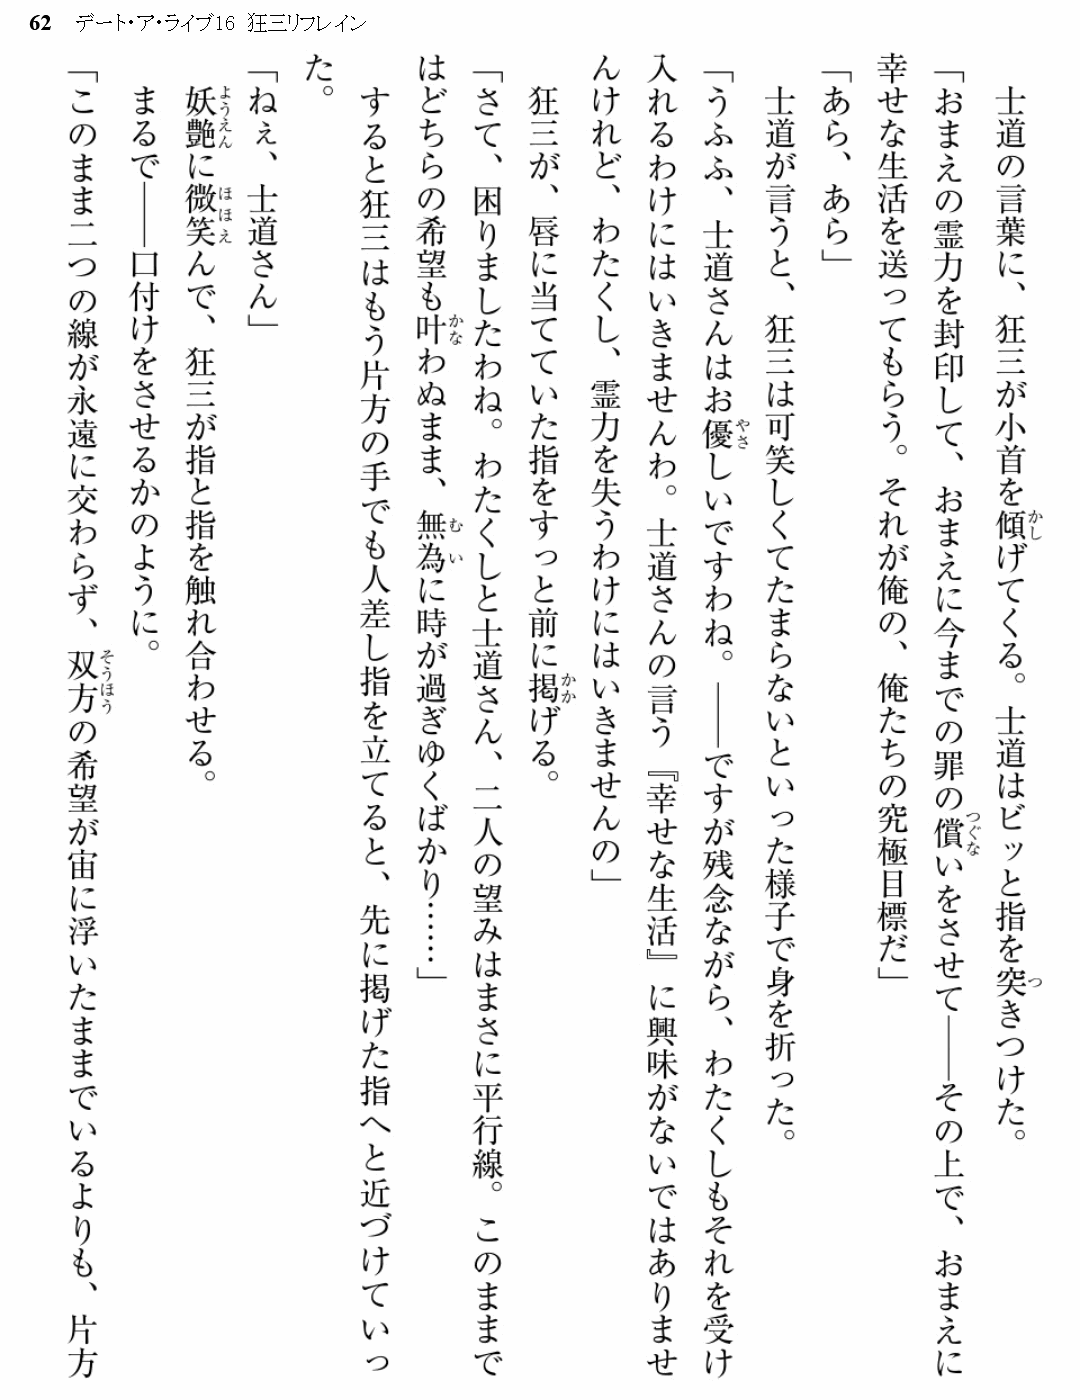 62 デート・ア・ライブ16 狂三リフレイン
士道の言葉に、狂三が小首を傾げてくる。士道はビッと指を突きつけた。
「おまえの霊力を封印して、おまえに今までの罪の償いをさせて――その上で、おまえに
幸せな生活を送ってもらう。それが俺の、俺たちの究極目標だ」
「あら、あら」
士道が言うと、狂三は可笑しくてたまらないといった様子で身を折った。
「うふふ、士道さんはお優しいですわね。――ですが残念ながら、わたくしもそれを受け
入れるわけにはいきませんわ。士道さんの言う『幸せな生活』に興味がないではありませ
んけれど、わたくし、霊力を失うわけにはいきませんの」
狂三が、唇に当てていた指をすっと前に掲げる。
「さて、困りましたわね。わたくしと士道さん、二人の望みはまさに平行線。このままで
はどちらの希望も叶わぬまま、無為に時が過ぎゆくばかり……」
すると狂三はもう片方の手でも人差し指を立てると、先に掲げた指へと近づけていっ
た。
「ねぇ、士道さん」
妖艶に微笑んで、狂三が指と指を触れ合わせる。
まるで――口付けをさせるかのように。
「このまま二つの線が永遠に交わらず、双方の希望が宙に浮いたままでいるよりも、片方